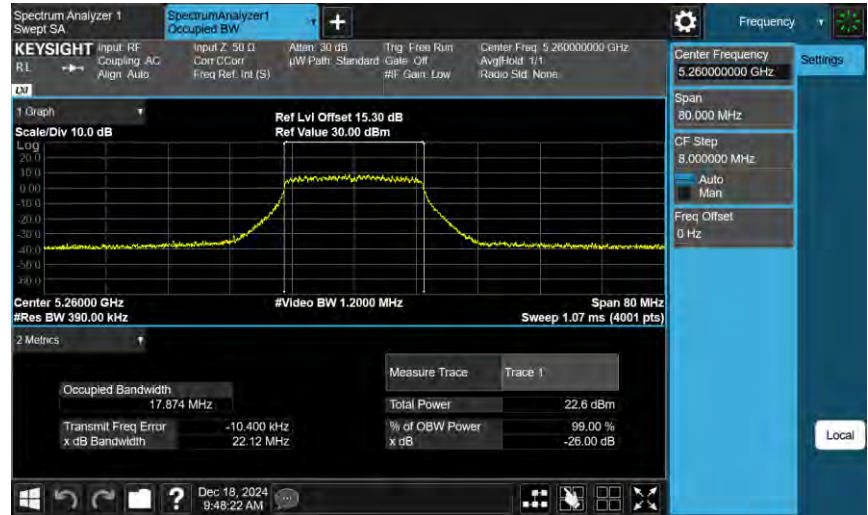 Spectrum Analyzer 1
Swept SA
SpectrumAnalyzer1
Occupied BW
+
Frequency
KEYSIGHT
RL
LXI
Input: RF
Coupling: AC
Align: Auto
Input Z: 50 Ω
Corr CCorr
Freq Ref: Int (S)
Atten: 30 dB
µW Path: Standard
Trig: Free Run
Gate: Off
#IF Gain: Low
Center Freq: 5.260000000 GHz
Avg|Hold: 1/1
Radio Std: None
1 Graph
Scale/Div 10.0 dB
Ref Lvl Offset 15.30 dB
Ref Value 30.00 dBm
Log
20.0
10.0
0.00
-10.0
-20.0
-30.0
-40.0
-50.0
-60.0
Center 5.26000 GHz
#Res BW 390.00 kHz
#Video BW 1.2000 MHz
Span 80 MHz
Sweep 1.07 ms (4001 pts)
2 Metrics
Measure Trace Trace 1
Occupied Bandwidth
17.874 MHz
Total Power 22.6 dBm
Transmit Freq Error -10.400 kHz
% of OBW Power 99.00 %
x dB Bandwidth 22.12 MHz
x dB -26.00 dB
Center Frequency
5.260000000 GHz
Settings
Span
80.000 MHz
CF Step
8.000000 MHz
Auto
Man
Freq Offset
0 Hz
Local
?
Dec 18, 2024
9:48:22 AM